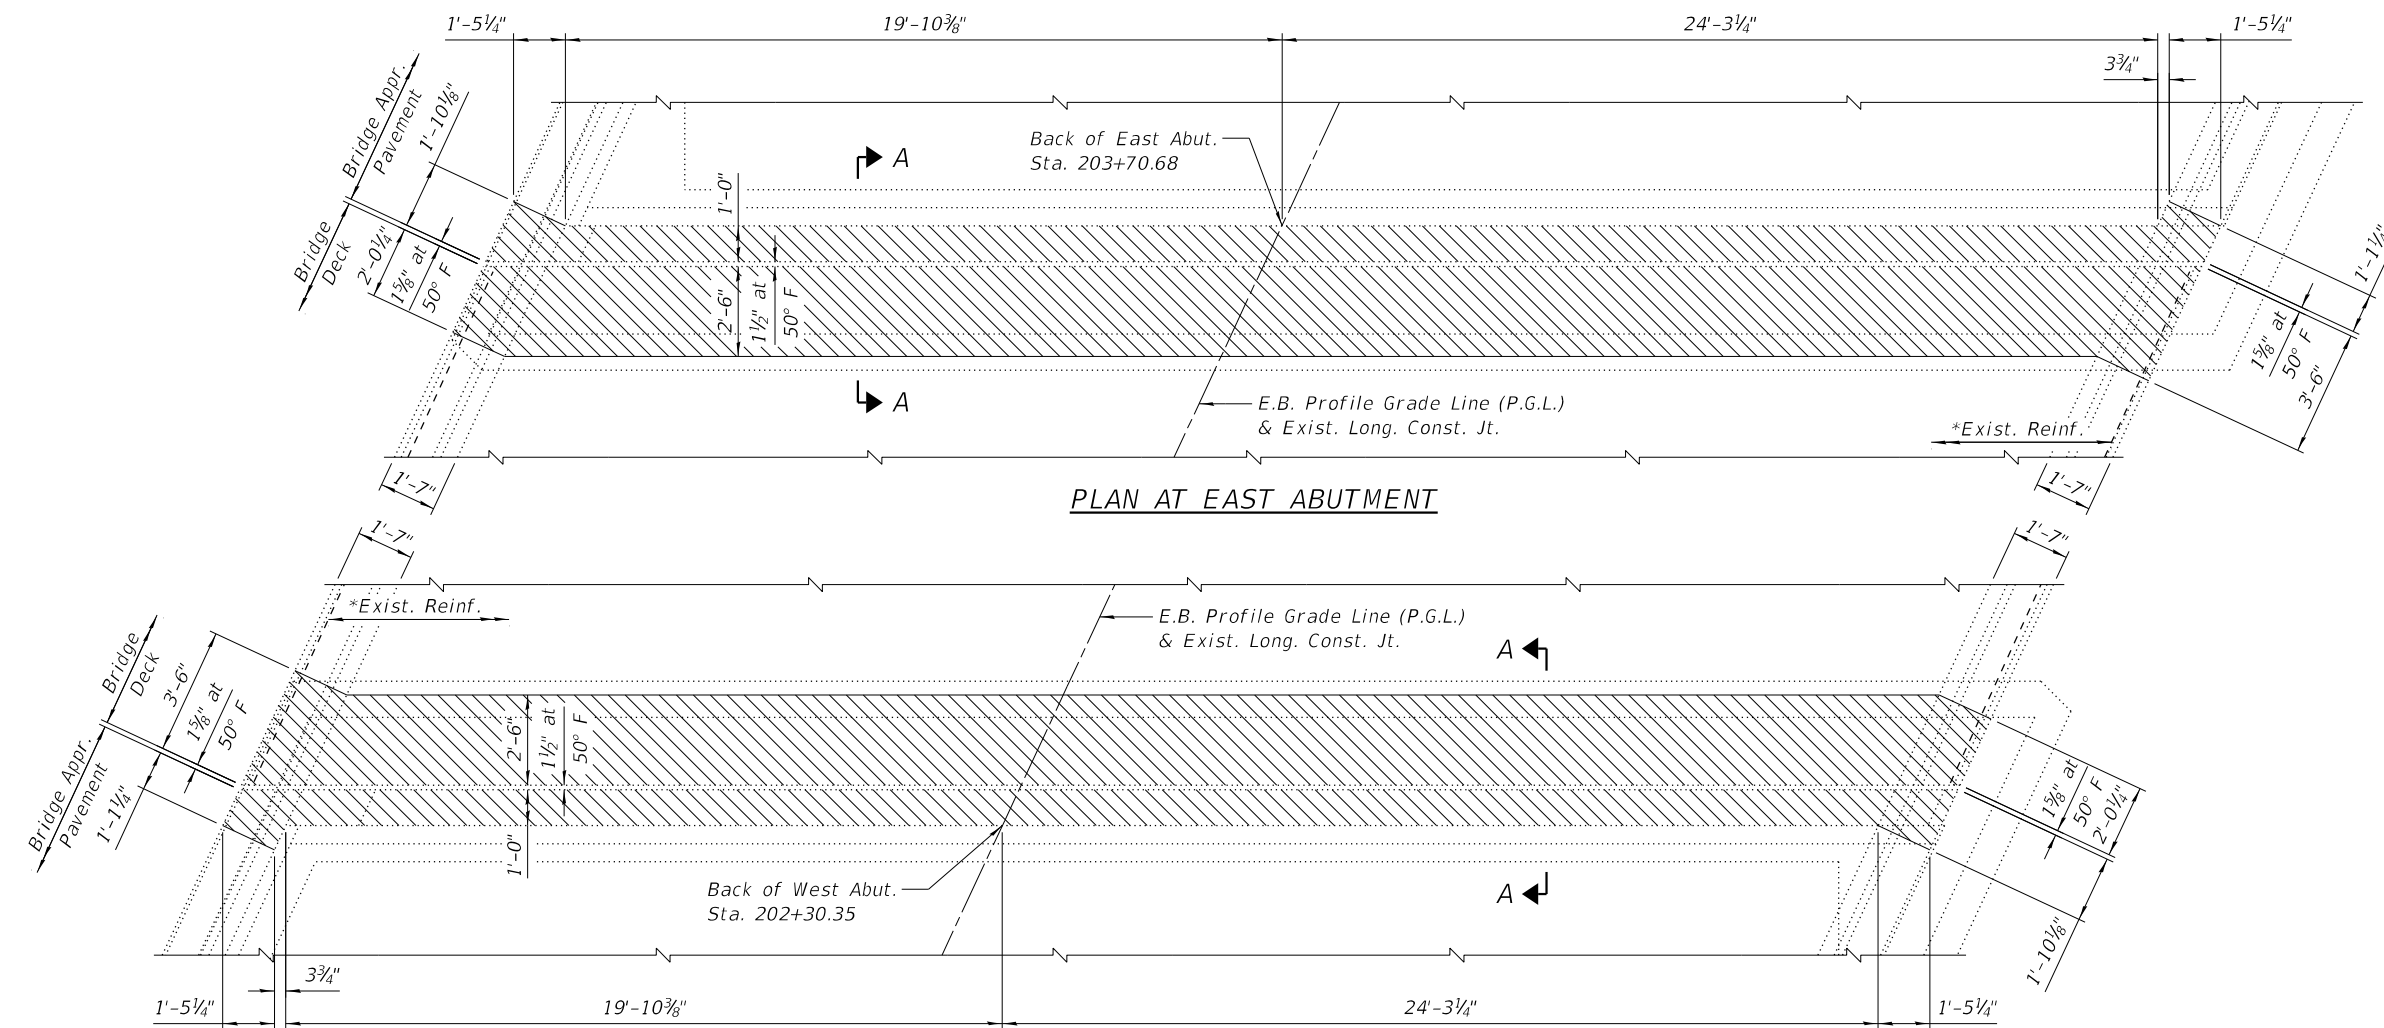 1'-5¼"
19'-10⅜"
24'-3¼"
1'-5¼"
3¾"
Bridge Appr.
Pavement
1'-10⅛"
Back of East Abut.
Sta. 203+70.68
A
1'-0"
Bridge
Deck
2'-0¼"
1⅝" at
50° F
2'-6"
1½" at
50° F
1'-1¼"
1⅝" at
50° F
3'-6"
A
E.B. Profile Grade Line (P.G.L.)
& Exist. Long. Const. Jt.
*Exist. Reinf.
1'-7"
1'-7"
PLAN AT EAST ABUTMENT
1'-7"
1'-7"
*Exist. Reinf.
E.B. Profile Grade Line (P.G.L.)
& Exist. Long. Const. Jt.
A
Bridge
Deck
3'-6"
1⅝" at
50° F
2'-6"
1½" at
50° F
Bridge Appr.
Pavement
1'-1¼"
1⅝" at
50° F
2'-0¼"
1'-0"
Back of West Abut.
Sta. 202+30.35
A
1'-10⅛"
3¾"
1'-5¼"
19'-10⅜"
24'-3¼"
1'-5¼"